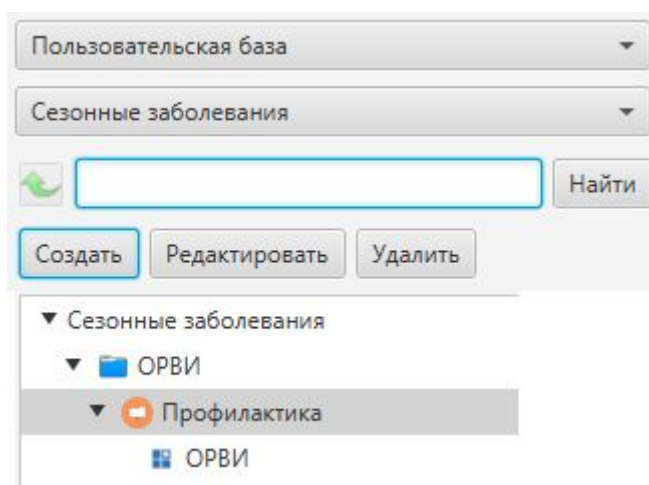 Пользовательская база
Сезонные заболевания
Найти
Создать Редактировать Удалить
Сезонные заболевания
ОРВИ
Профилактика
ОРВИ